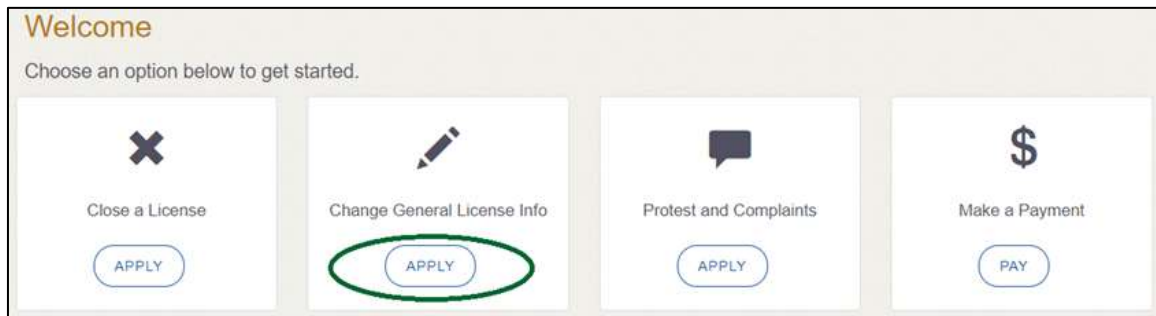 Welcome
Choose an option below to get started.
Close a License
Change General License Info
Protest and Complaints
Make a Payment
APPLY
APPLY
APPLY
PAY